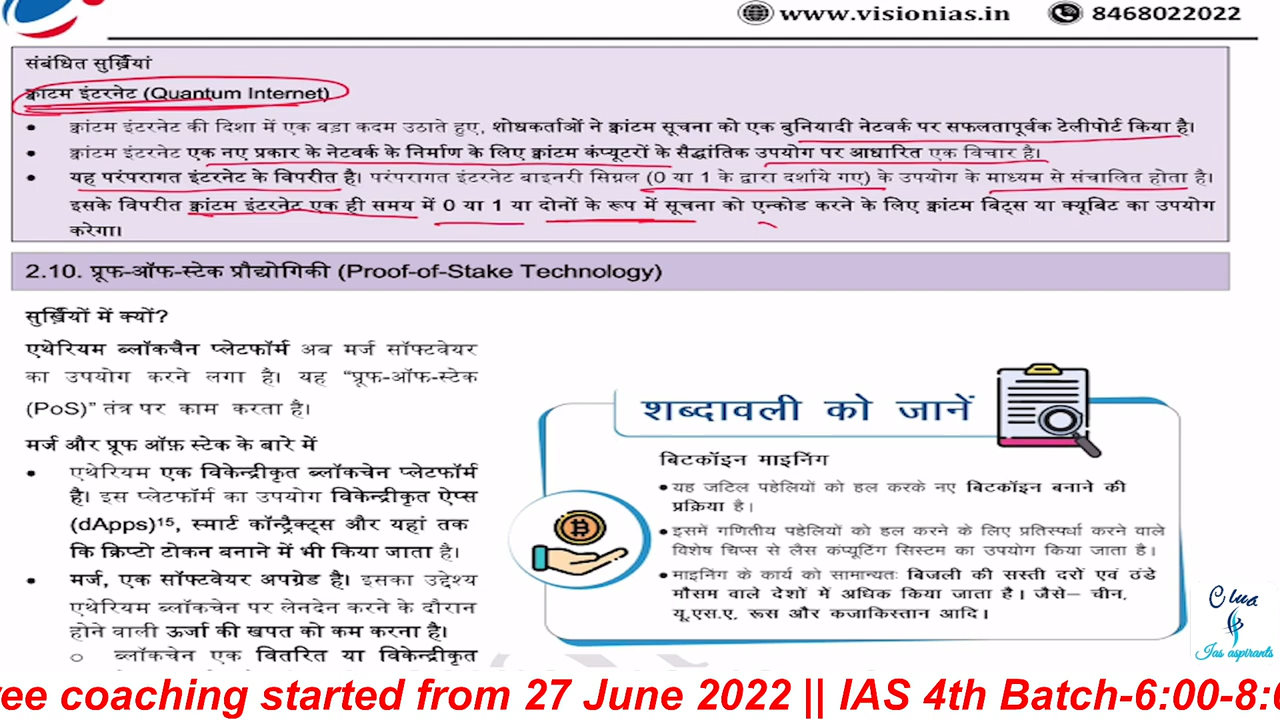 www.visionias.in 8468022022
संबंधित सुर्ख़ियां
क्वांटम इंटरनेट (Quantum Internet)
• क्वांटम इंटरनेट की दिशा में एक बड़ा कदम उठाते हुए, शोधकर्ताओं ने क्वांटम सूचना को एक बुनियादी नेटवर्क पर सफलतापूर्वक टेलीपोर्ट किया है।
• क्वांटम इंटरनेट एक नए प्रकार के नेटवर्क के निर्माण के लिए क्वांटम कंप्यूटरों के सैद्धांतिक उपयोग पर आधारित एक विचार है।
• यह परंपरागत इंटरनेट के विपरीत है। परंपरागत इंटरनेट बाइनरी सिग्नल (0 या 1 के द्वारा दर्शाये गए) के उपयोग के माध्यम से संचालित होता है।
इसके विपरीत क्वांटम इंटरनेट एक ही समय में 0 या 1 या दोनों के रूप में सूचना को एन्कोड करने के लिए क्वांटम बिट्स या क्यूबिट का उपयोग
करेगा।
2.10. प्रूफ-ऑफ-स्टेक प्रौद्योगिकी (Proof-of-Stake Technology)
सुर्ख़ियों में क्यों?
एथेरियम ब्लॉकचैन प्लेटफॉर्म अब मर्ज सॉफ्टवेयर
का उपयोग करने लगा है। यह “प्रूफ-ऑफ-स्टेक
(PoS)” तंत्र पर काम करता है।
मर्ज और प्रूफ ऑफ़ स्टेक के बारे में
• एथेरियम एक विकेन्द्रीकृत ब्लॉकचेन प्लेटफॉर्म
है। इस प्लेटफॉर्म का उपयोग विकेन्द्रीकृत ऐप्स
(dApps)15, स्मार्ट कॉन्ट्रैक्ट्स और यहां तक
कि क्रिप्टो टोकन बनाने में भी किया जाता है।
• मर्ज, एक सॉफ्टवेयर अपग्रेड है। इसका उद्देश्य
एथेरियम ब्लॉकचेन पर लेनदेन करने के दौरान
होने वाली ऊर्जा की खपत को कम करना है।
○ ब्लॉकचेन एक वितरित या विकेन्द्रीकृत
शब्दावली को जानें
बिटकॉइन माइनिंग
• यह जटिल पहेलियों को हल करके नए बिटकॉइन बनाने की
प्रक्रिया है।
• इसमें गणितीय पहेलियों को हल करने के लिए प्रतिस्पर्धा करने वाले
विशेष चिप्स से लैस कंप्यूटिंग सिस्टम का उपयोग किया जाता है।
• माइनिंग के कार्य को सामान्यतः बिजली की सस्ती दरों एवं ठंडे
मौसम वाले देशों में अधिक किया जाता है। जैसे– चीन,
यू.एस.ए. रूस और कजाकिस्तान आदि।
Ias aspirants
ree coaching started from 27 June 2022 || IAS 4th Batch-6:00-8:0